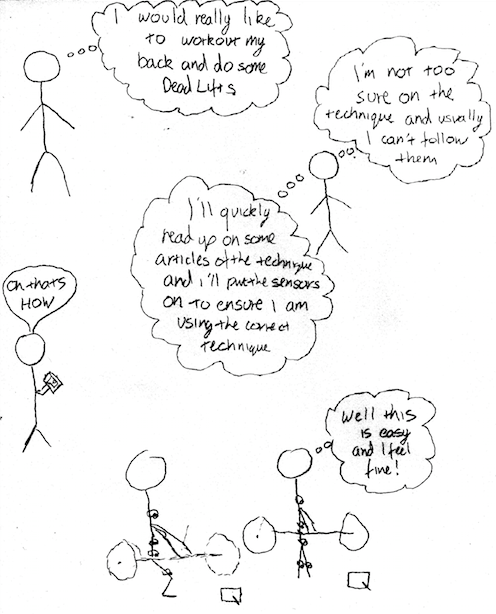 I would really like
to workout my
back and do some
Dead Lifts
I'm not too
sure on the
technique and usually
I can't follow
them
I'll quickly
read up on some
articles of the technique
and i'll put the sensors
on to ensure I am
using the correct
technique
Oh thats
HOW
Well this
is easy
and I feel
fine!